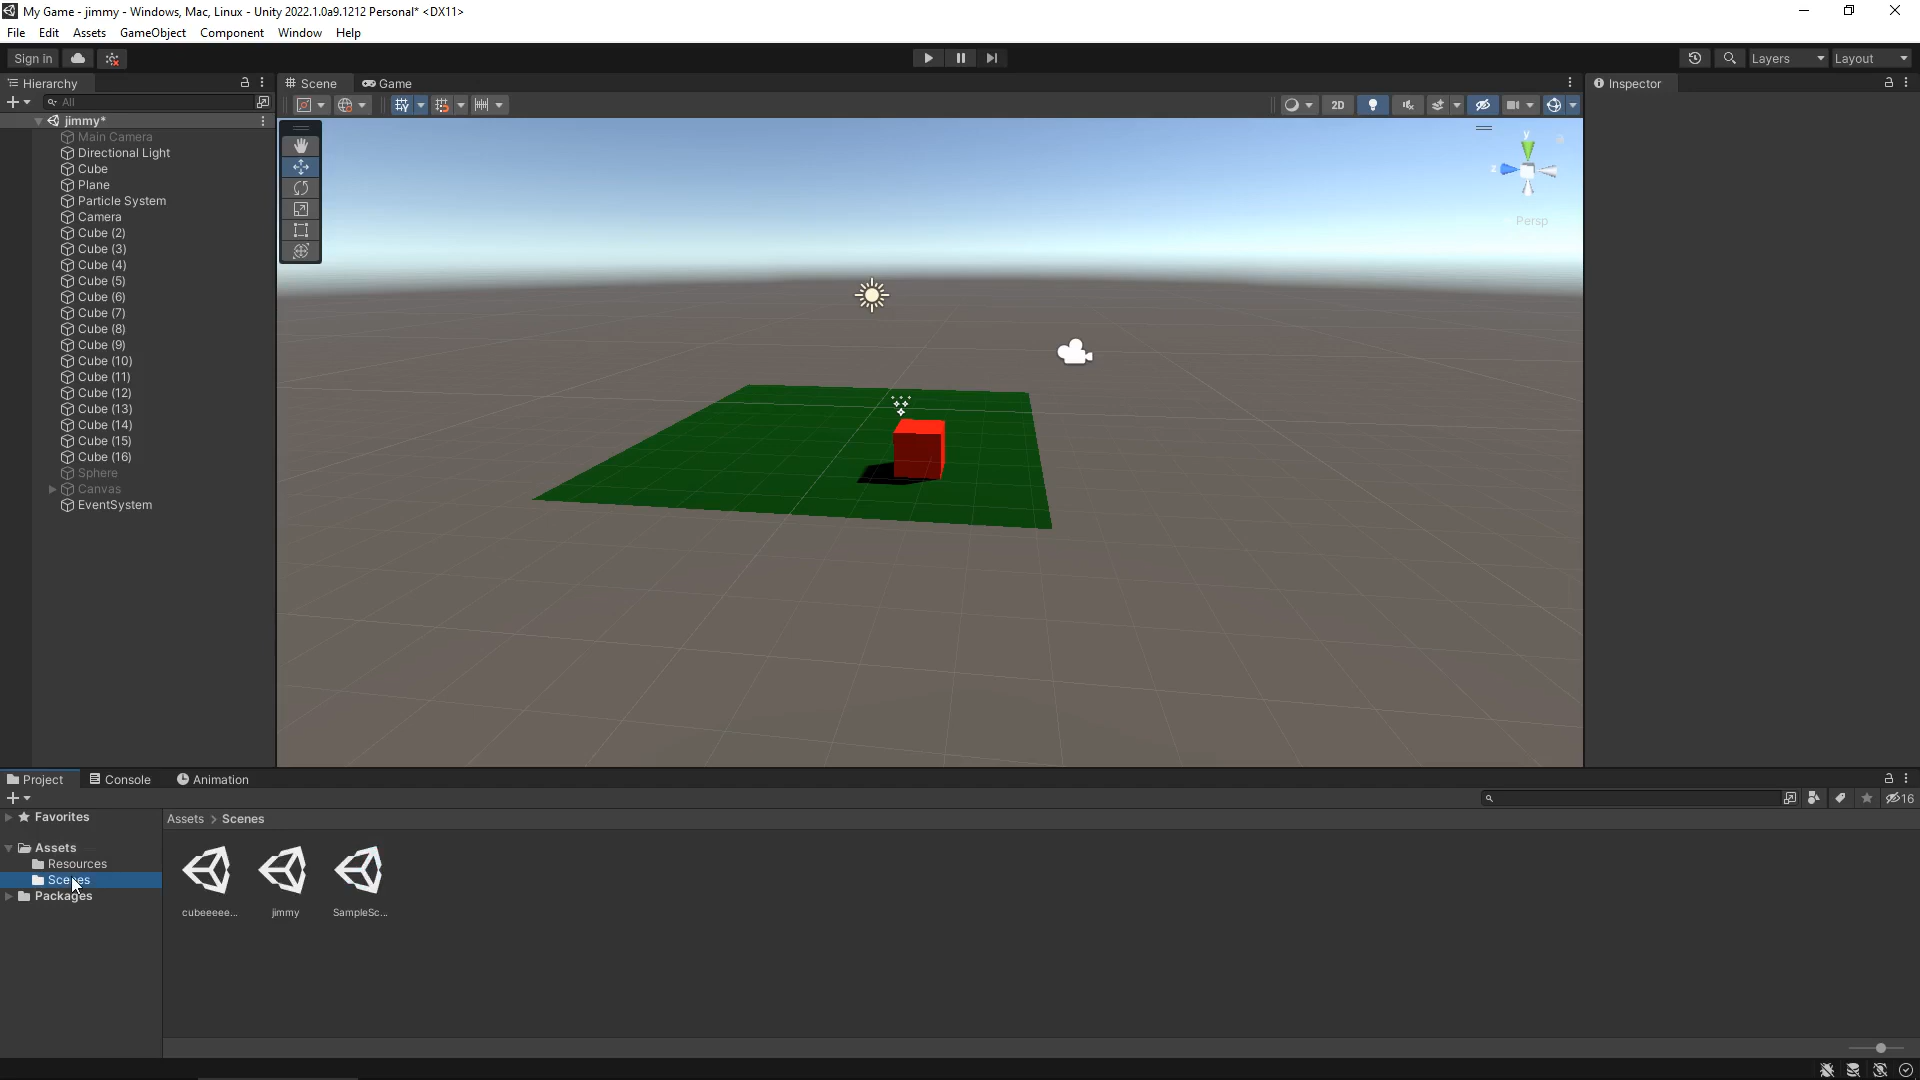 My Game - jimmy - Windows, Mac, Linux - Unity 2022.1.0a9.1212 Personal* <DX11>
File Edit Assets GameObject Component Window Help
Sign in Layers Layout
Hierarchy Scene Game Inspector
All 2D
jimmy*
Main Camera
Directional Light
Cube
Plane
Particle System
Camera
Cube (2)
Cube (3)
Cube (4)
Cube (5)
Cube (6)
Cube (7)
Cube (8)
Cube (9)
Cube (10)
Cube (11)
Cube (12)
Cube (13)
Cube (14)
Cube (15)
Cube (16)
Sphere
Canvas
EventSystem
y
z
Persp
Project Console Animation
16
Favorites
Assets
Resources
Scenes
Packages
Assets > Scenes
cubeeeee...
jimmy
SampleSc...